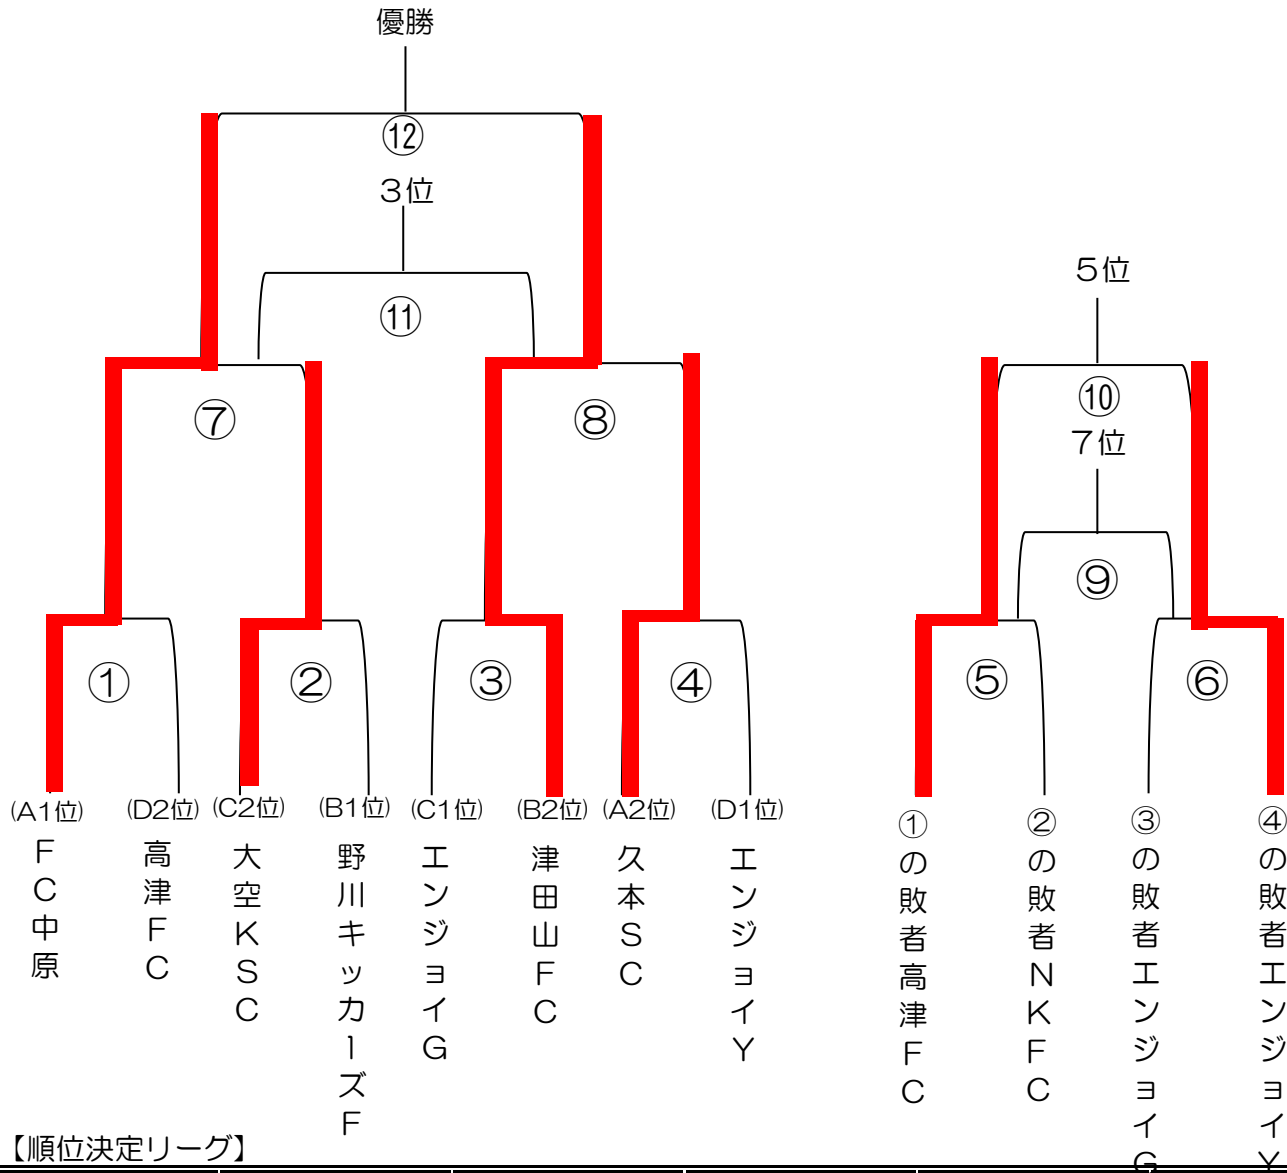 優勝
⑫
3位
⑪
5位
⑩
7位
⑦
⑧
⑨
①
②
③
④
⑤
⑥
(A1位)
(D2位)
(C2位)
(B1位)
(C1位)
(B2位)
(A2位)
(D1位)
FC中原
高津FC
大空KSC
野川キッカーズF
エンジョイG
津田山FC
久本SC
エンジョイY
①の敗者高津FC
②の敗者NKFC
③の敗者エンジョイG
④の敗者エンジョイY
【順位決定リーグ】